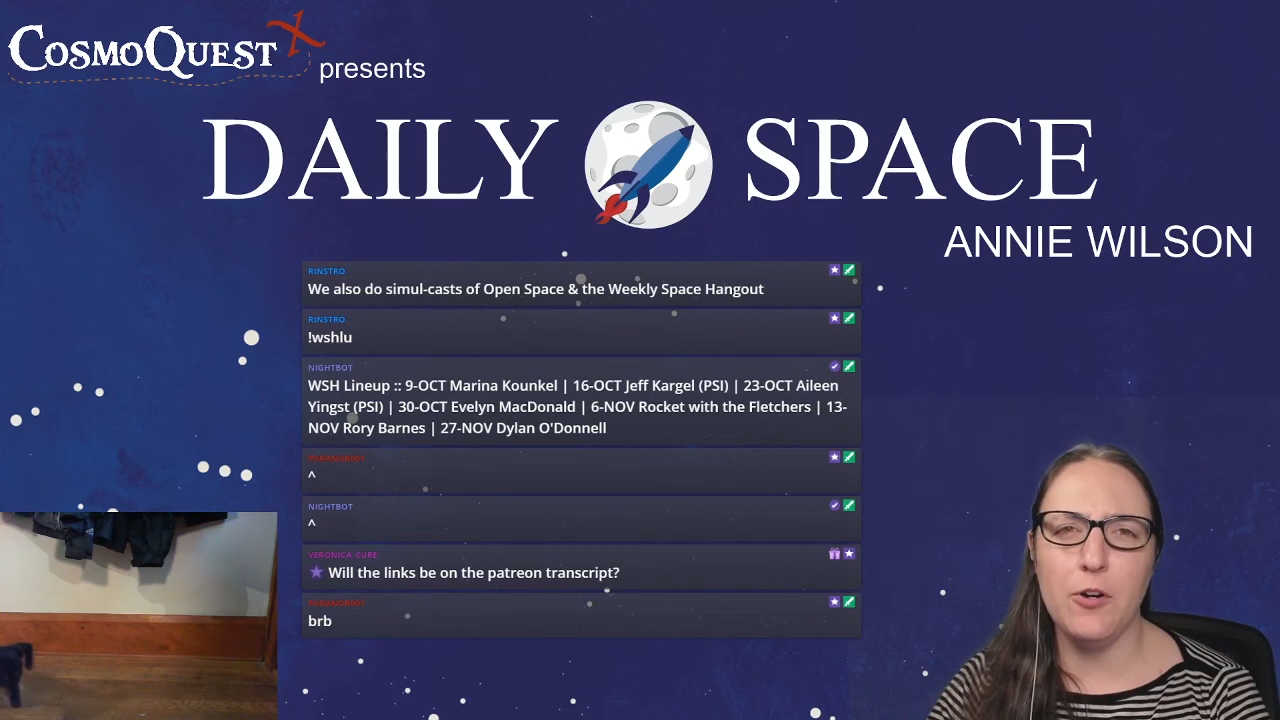 COSMOQUEST X
presents
DAILY SPACE
ANNIE WILSON
RINSTRO
We also do simul-casts of Open Space & the Weekly Space Hangout
RINSTRO
!wshlu
NIGHTBOT
WSH Lineup :: 9-OCT Marina Kounkel | 16-OCT Jeff Kargel (PSI) | 23-OCT Aileen
Yingst (PSI) | 30-OCT Evelyn MacDonald | 6-NOV Rocket with the Fletchers | 13-
NOV Rory Barnes | 27-NOV Dylan O'Donnell
^
NIGHTBOT
^
VERONICA CURE
Will the links be on the patreon transcript?
brb